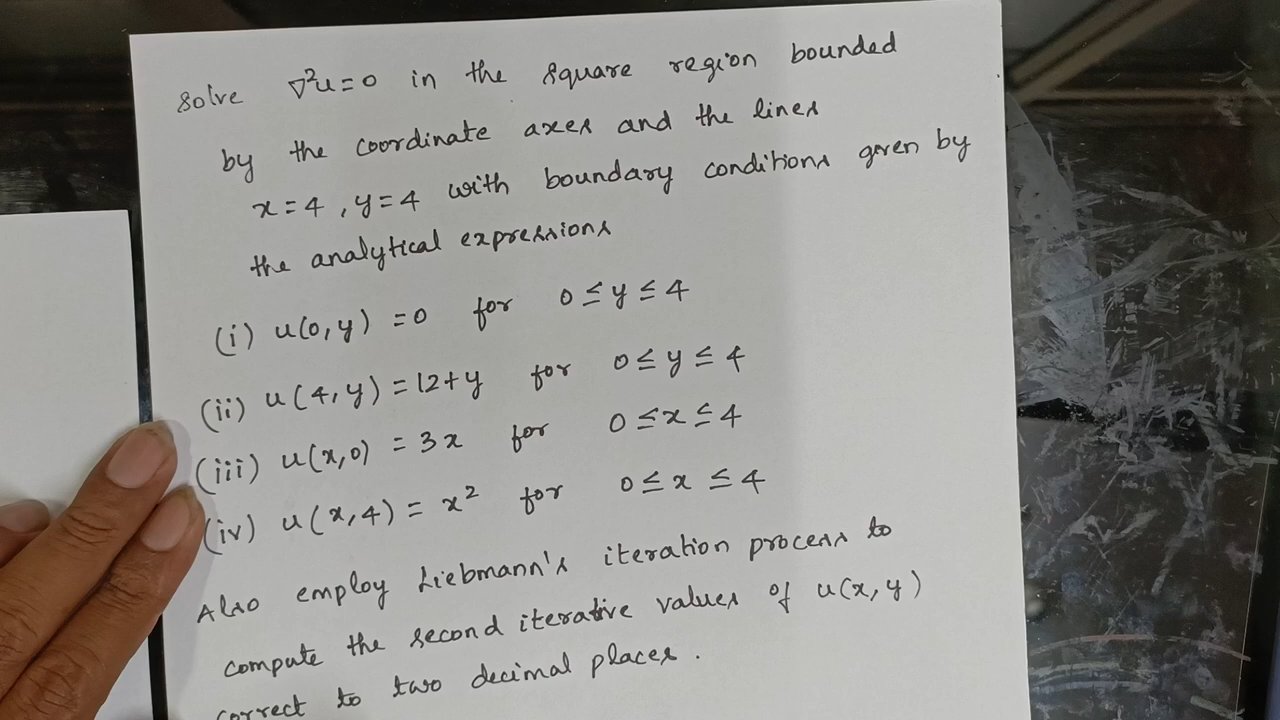 Solve ∇²u=0 in the square region bounded
by the coordinate axes and the lines
x=4, y=4 with boundary conditions given by
the analytical expressions
(i) u(0,y) =0 for 0≤y≤4
(ii) u(4,y)=12+y for 0≤y≤4
(iii) u(x,0) = 3x for 0≤x≤4
(iv) u(x,4) = x² for 0≤x≤4
Also employ Liebmann's iteration process to
compute the second iterative values of u(x,y)
correct to two decimal places.